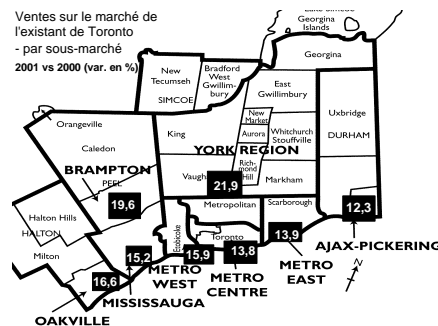 Ventes sur le marché de
l'existant de Toronto
- par sous-marché
2001 vs 2000 (var. en %)
Lake Simcoe
Georgina
Islands
Georgina
New
Tecumseh
Bradford
West
Gwillim-
bury
SIMCOE
East
Gwillimbury
Uxbridge
DURHAM
New
Market
Aurora
Whitchurch
Stouffville
Orangeville
King
Caledon
YORK REGION
Rich-
mond
Hill
BRAMPTON
PEEL
Vaugh
21,9
Markham
19,6
Metropolitan
Scarborough
12,3
Halton Hills
HALTON
Etobicoke
Toronto
AJAX-PICKERING
Milton
15,2
15,9
13,8
13,9
METRO
WEST
METRO
CENTRE
METRO
EAST
N
16,6
MISSISSAUGA
OAKVILLE